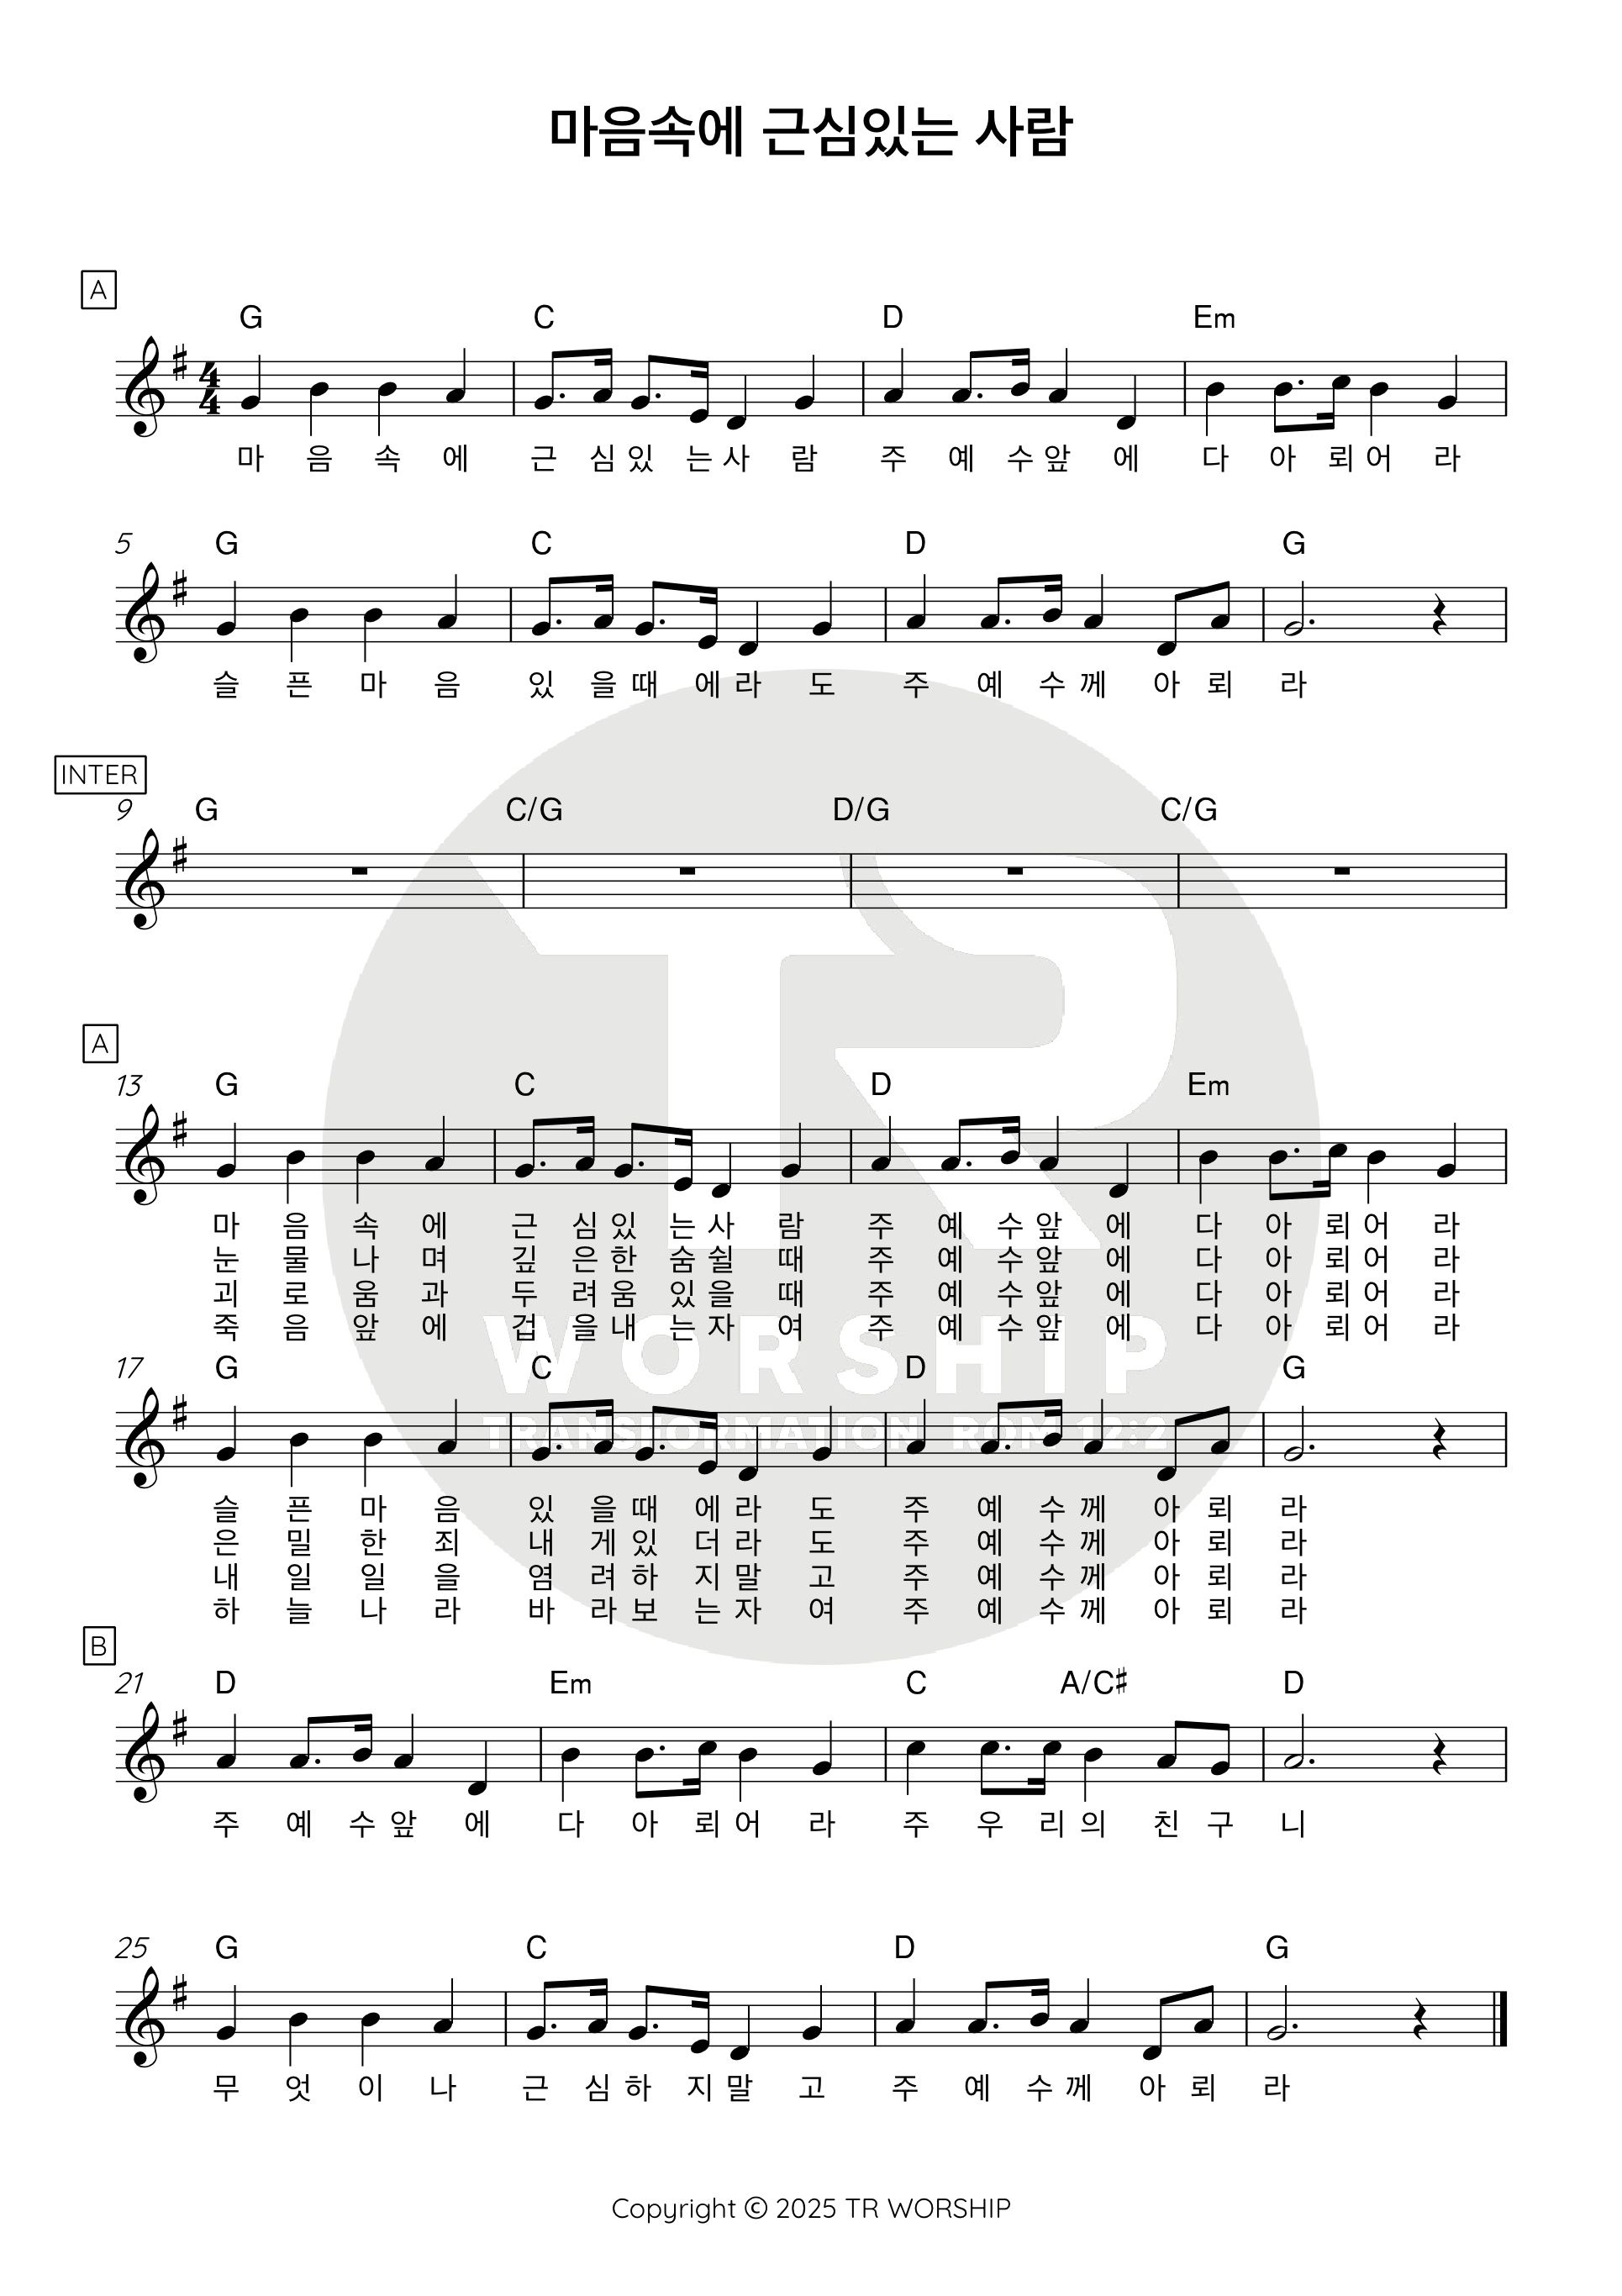 마음속에 근심있는 사람
A
G C D Em
4 4
마 음 속 에 근 심 있 는 사 람 주 예 수 앞 에 다 아 뢰 어 라
5
G C D G
슬 픈 마 음 있 을 때 에 라 도 주 예 수 께 아 뢰 라
INTER
9
G C/G D/G C/G
A
13
G C D Em
마 음 속 에 근 심 있 는 사 람 주 예 수 앞 에 다 아 뢰 어 라
눈 물 나 며 깊 은 한 숨 쉴 때 주 예 수 앞 에 다 아 뢰 어 라
괴 로 움 과 두 려 움 있 을 때 주 예 수 앞 에 다 아 뢰 어 라
죽 음 앞 에 겁 을 내 는 자 여 주 예 수 앞 에 다 아 뢰 어 라
TR
WORSHIP
TRANSFORMATION ROM 12:2
17
G C D G
슬 픈 마 음 있 을 때 에 라 도 주 예 수 께 아 뢰 라
은 밀 한 죄 내 게 있 더 라 도 주 예 수 께 아 뢰 라
내 일 일 을 염 려 하 지 말 고 주 예 수 께 아 뢰 라
하 늘 나 라 바 라 보 는 자 여 주 예 수 께 아 뢰 라
B
21
D Em C A/C♯ D
주 예 수 앞 에 다 아 뢰 어 라 주 우 리 의 친 구 니
25
G C D G
무 엇 이 나 근 심 하 지 말 고 주 예 수 께 아 뢰 라
Copyright © 2025 TR WORSHIP